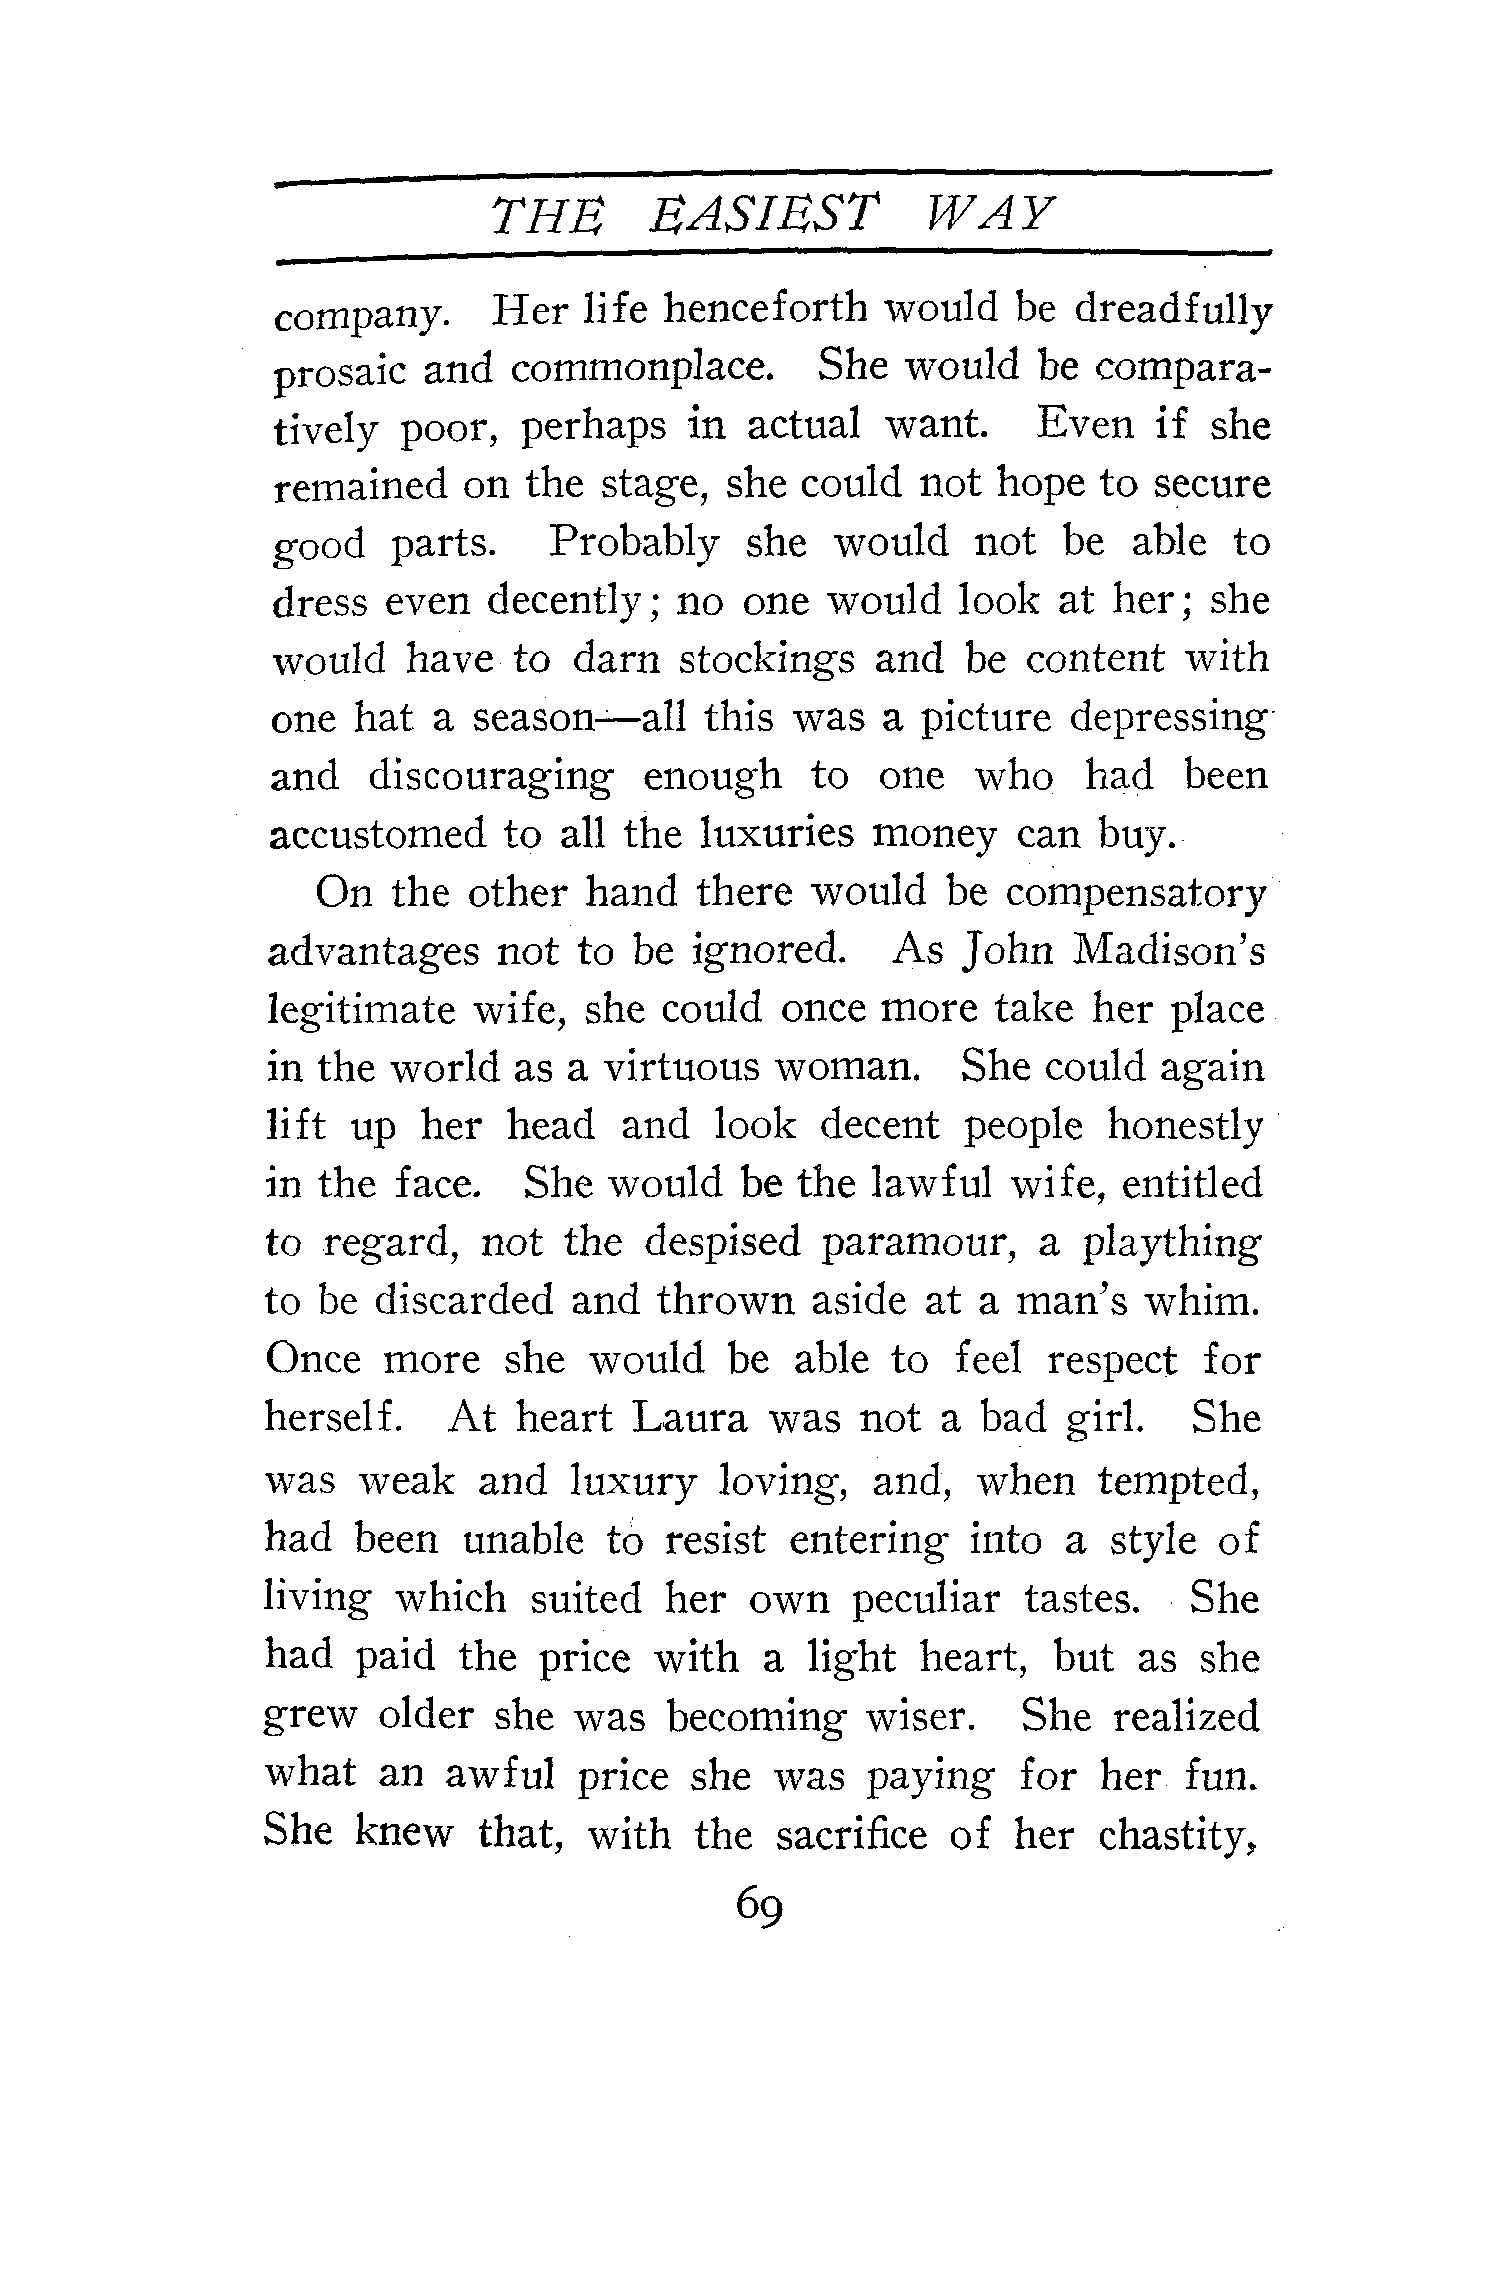 THE EASIEST WAY
company. Her life henceforth would be dreadfully
prosaic and commonplace. She would be compara-
tively poor, perhaps in actual want. Even if she
remained on the stage, she could not hope to secure
good parts. Probably she would not be able to
dress even decently; no one would look at her; she
would have to darn stockings and be content with
one hat a season—all this was a picture depressing
and discouraging enough to one who had been
accustomed to all the luxuries money can buy.
On the other hand there would be compensatory
advantages not to be ignored. As John Madison's
legitimate wife, she could once more take her place
in the world as a virtuous woman. She could again
lift up her head and look decent people honestly
in the face. She would be the lawful wife, entitled
to regard, not the despised paramour, a plaything
to be discarded and thrown aside at a man's whim.
Once more she would be able to feel respect for
herself. At heart Laura was not a bad girl. She
was weak and luxury loving, and, when tempted,
had been unable to resist entering into a style of
living which suited her own peculiar tastes. She
had paid the price with a light heart, but as she
grew older she was becoming wiser. She realized
what an awful price she was paying for her fun.
She knew that, with the sacrifice of her chastity,
69